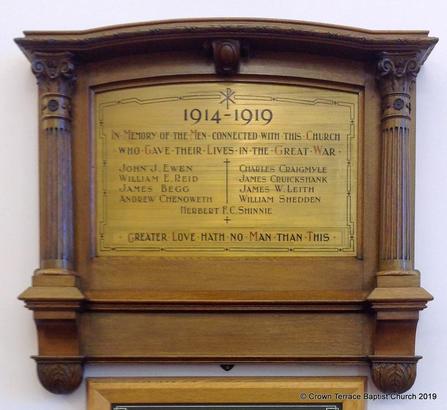 1914-1919
IN MEMORY OF THE MEN CONNECTED WITH THIS CHURCH
WHO GAVE THEIR LIVES IN THE GREAT WAR
JOHN J. EWEN CHARLES CRAIGMYLE
WILLIAM E. REID JAMES CRUICKSHANK
JAMES BEGG JAMES W. LEITH
ANDREW CHENOWETH WILLIAM SHEDDEN
HERBERT F. C. SHINNIE
GREATER LOVE HATH NO MAN THAN THIS
© Crown Terrace Baptist Church 2019